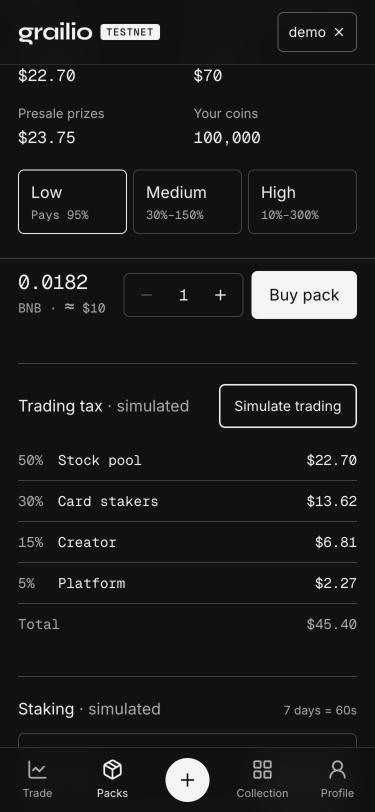 grailio TESTNET demo ×
$22.70 $70
Presale prizes Your coins
$23.75 100,000
Low Medium High
Pays 95% 30%–150% 10%–300%
0.0182
BNB · ≈ $10 − 1 + Buy pack
Trading tax · simulated Simulate trading
50% Stock pool $22.70
30% Card stakers $13.62
15% Creator $6.81
5% Platform $2.27
Total $45.40
Staking · simulated 7 days = 60s
Trade Packs + Collection Profile